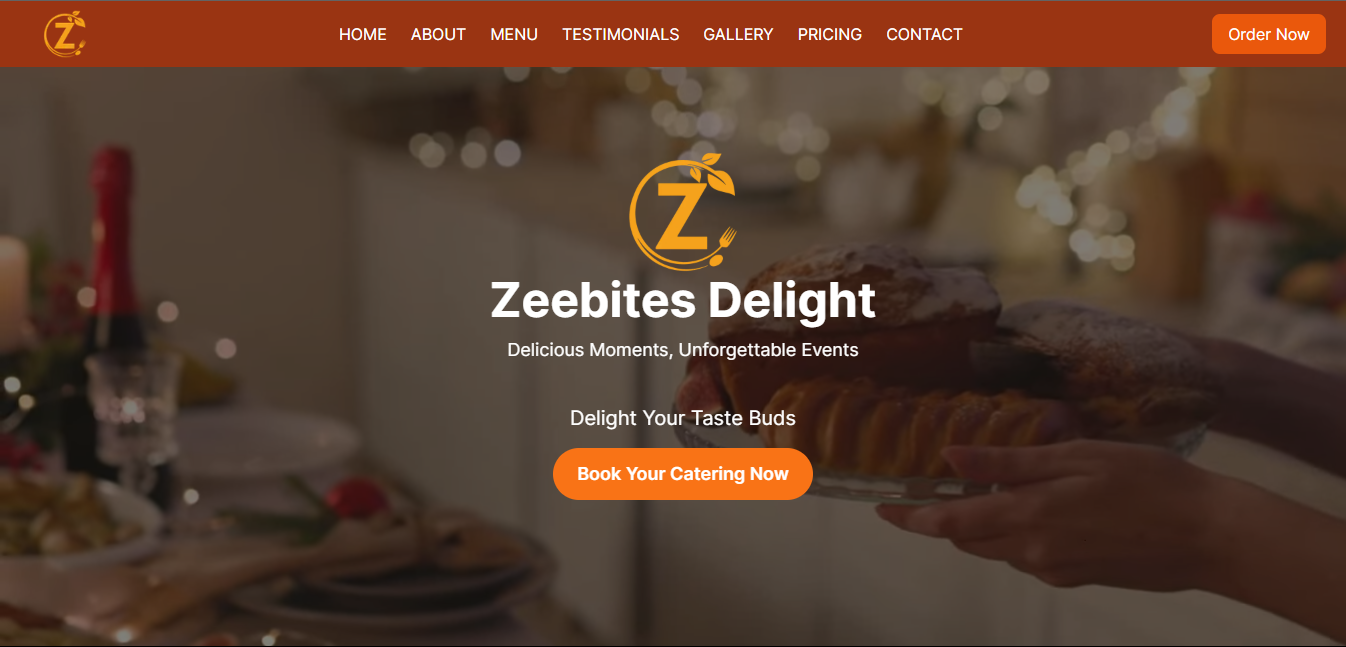 Z
HOME ABOUT MENU TESTIMONIALS GALLERY PRICING CONTACT Order Now
Z
Zeebites Delight
Delicious Moments, Unforgettable Events
Delight Your Taste Buds
Book Your Catering Now